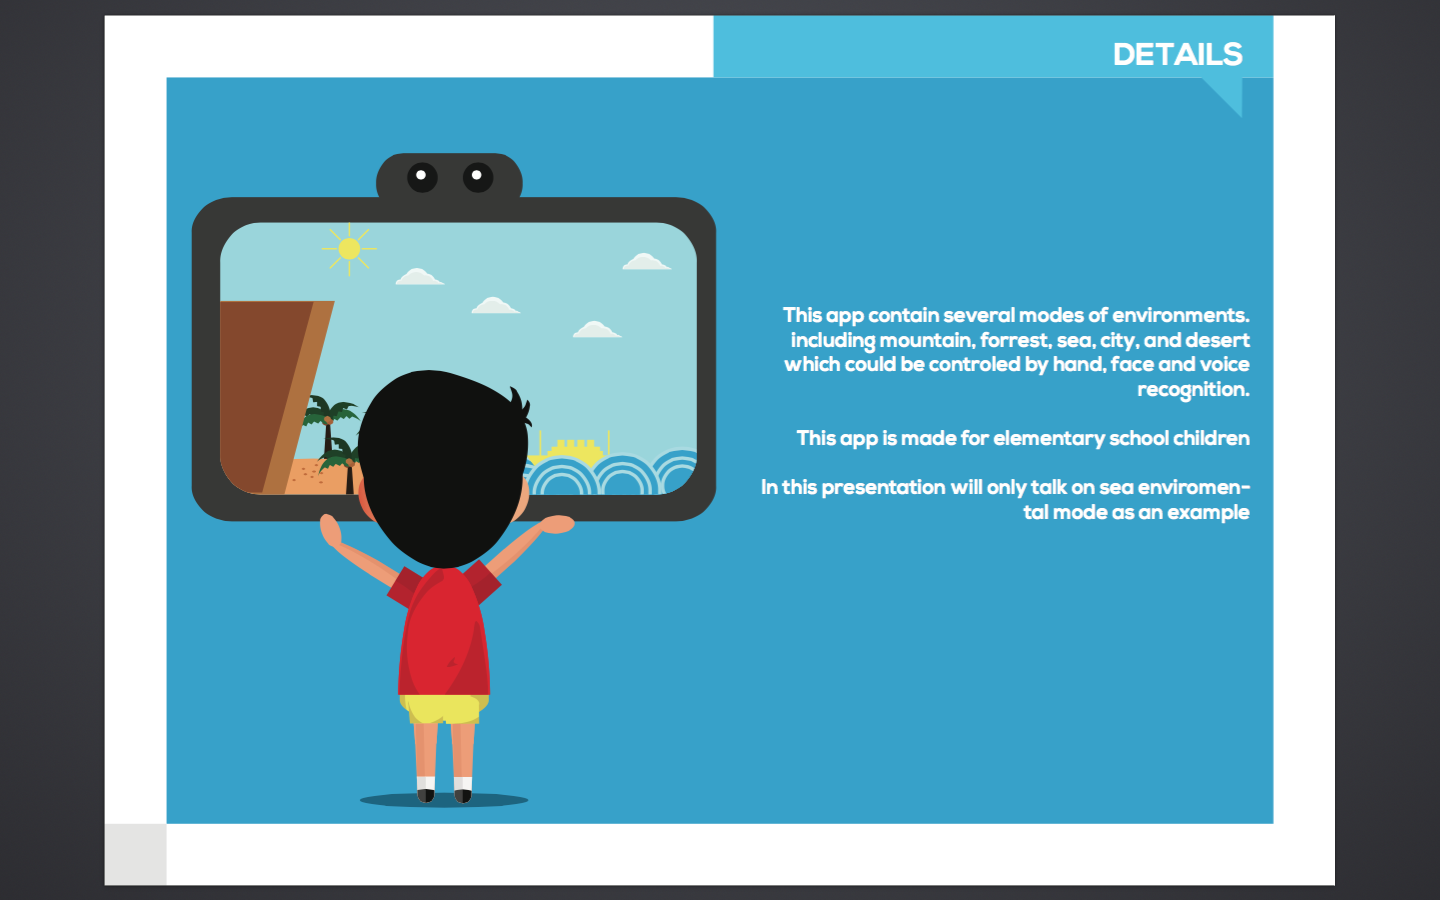 DETAILS
This app contain several modes of environments.
including mountain, forrest, sea, city, and desert
which could be controled by hand, face and voice
recognition.
This app is made for elementary school children
In this presentation will only talk on sea enviromen-
tal mode as an example